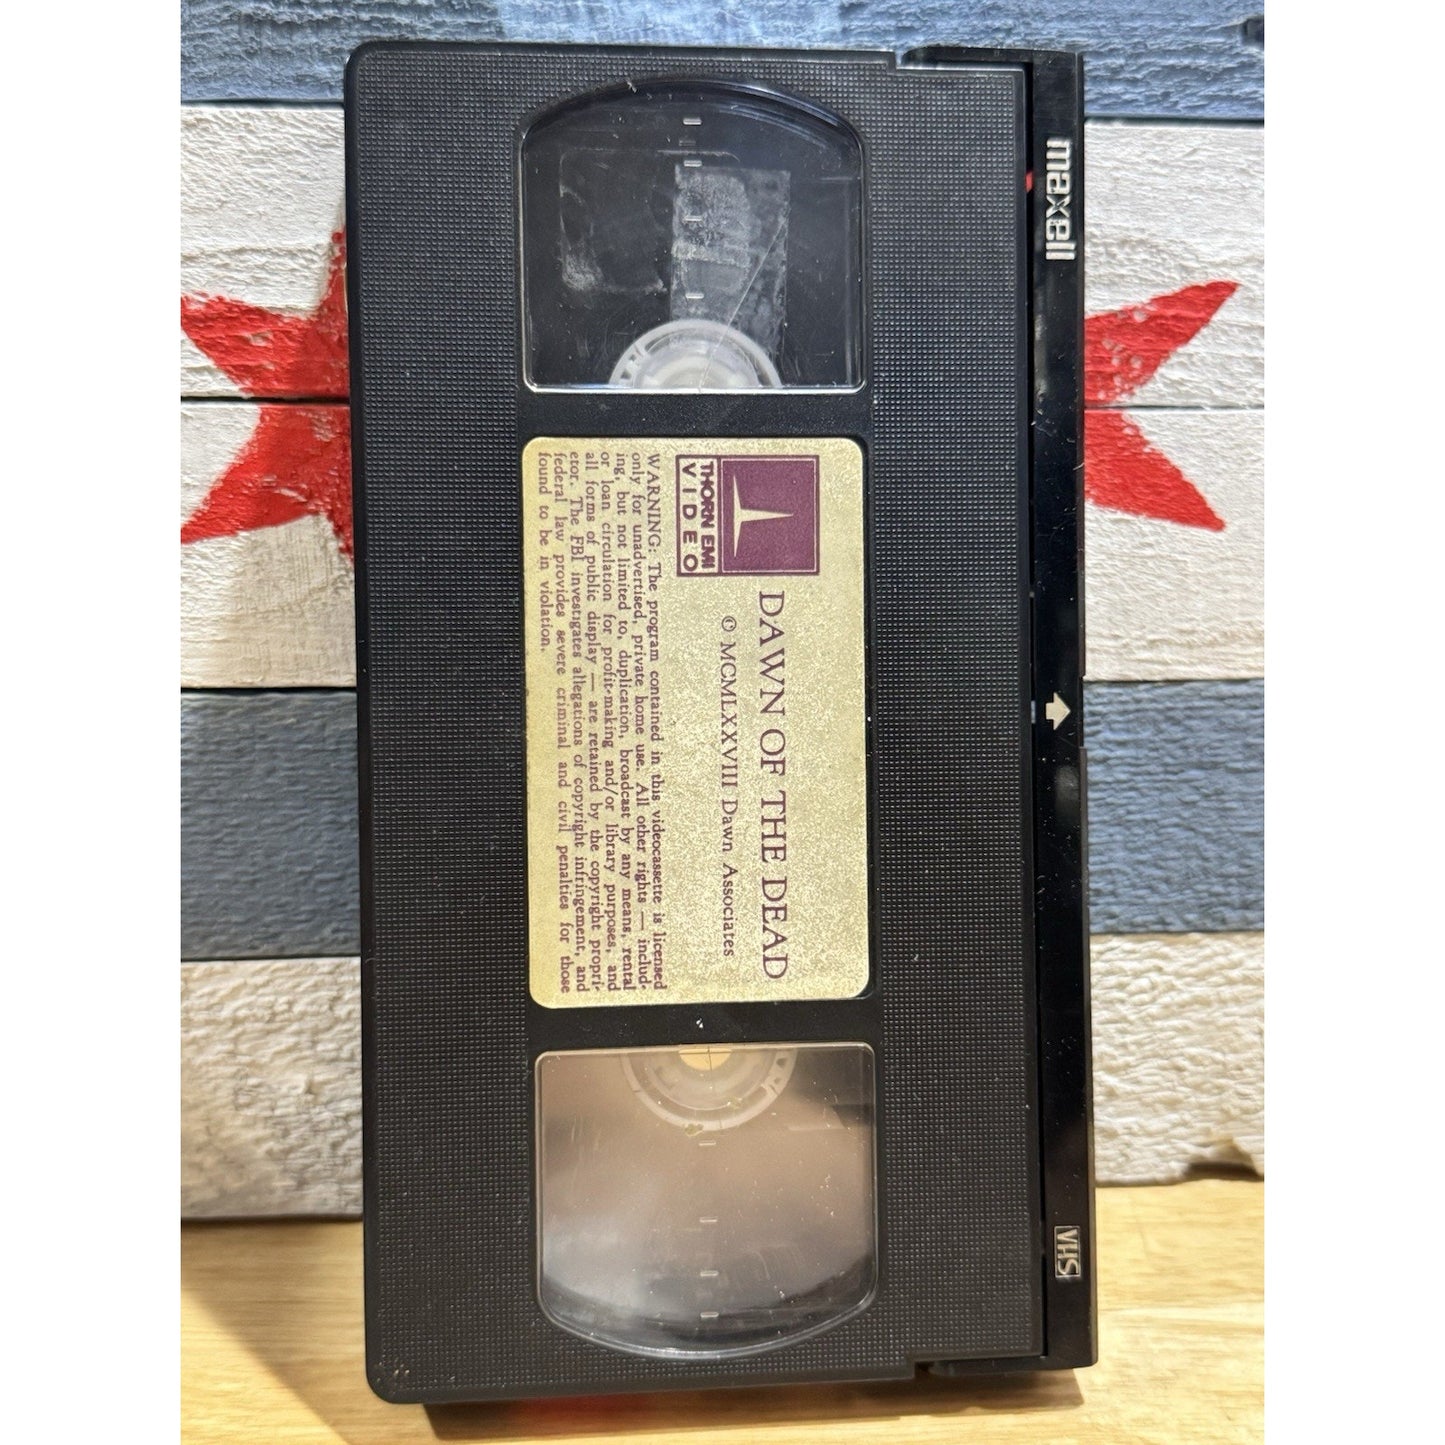 maxell
THORN EMI
VIDEO
DAWN OF THE DEAD
© MCMLXXVIII Dawn Associates
WARNING: The program contained in this videocassette is licensed
only for unadvertised, private home use. All other rights — includ-
ing, but not limited to, duplication, broadcast by any means, rental
or loan circulation for profit-making and/or library purposes, and
all forms of public display — are retained by the copyright propri-
etor. The FBI investigates allegations of copyright infringement, and
federal law provides severe criminal and civil penalties for those
found to be in violation.
VHS